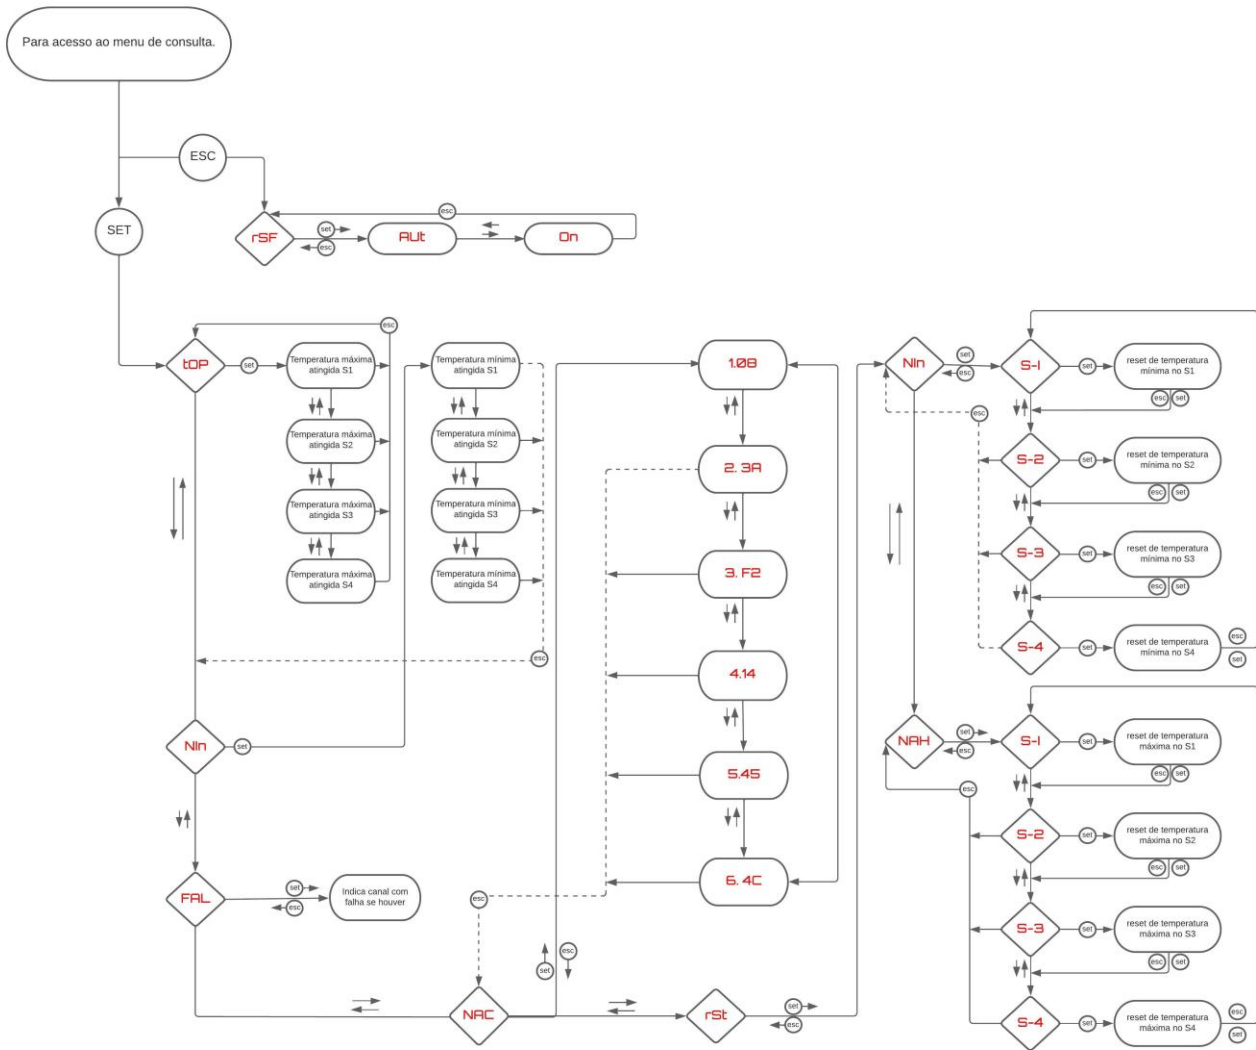 Para acesso ao menu de consulta.
ESC
SET
esc
rSF
set
esc
AUt
On
esc
tOP
set
Temperatura máxima
atingida S1
Temperatura máxima
atingida S2
Temperatura máxima
atingida S3
Temperatura máxima
atingida S4
Temperatura mínima
atingida S1
Temperatura mínima
atingida S2
Temperatura mínima
atingida S3
Temperatura mínima
atingida S4
esc
NIn
set
FAL
set
esc
Indica canal com
falha se houver
1.08
2. 3A
3. F2
4.14
5.45
6. 4C
esc
set
esc
NAC
rSt
set
esc
NIn
set
esc
esc
S-1
set
reset de temperatura
mínima no S1
esc set
S-2
set
reset de temperatura
mínima no S2
esc set
S-3
set
reset de temperatura
mínima no S3
esc set
S-4
set
reset de temperatura
mínima no S4
esc
set
NAH
set
esc
esc
S-1
set
reset de temperatura
máxima no S1
esc set
S-2
set
reset de temperatura
máxima no S2
esc set
S-3
set
reset de temperatura
máxima no S3
esc set
S-4
set
reset de temperatura
máxima no S4
esc
set